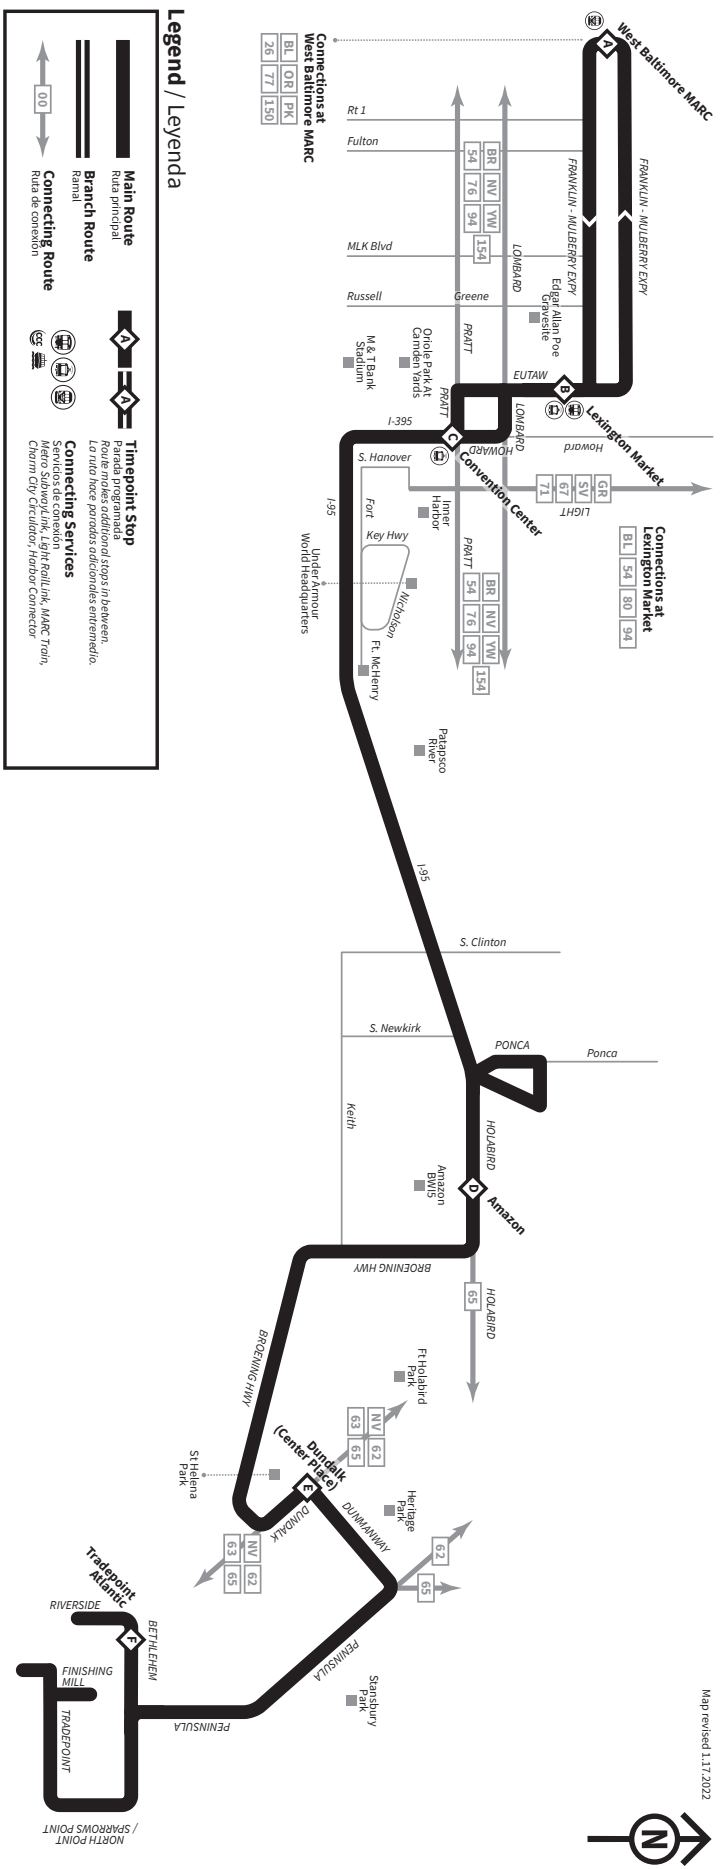 West Baltimore MARC
A
Connections at
West Baltimore MARC
BL OR PK
26 77 150
Rt 1
Fulton
MLK Blvd
Russell
Greene
FRANKLIN - MULBERRY EXPY
FRANKLIN - MULBERRY EXPY
BR NV YW
54 76 94
154
LOMBARD
PRATT
Edgar Allan Poe
Gravesite
Oriole Park At
Camden Yards
M & T Bank
Stadium
EUTAW
B
Lexington Market
PRATT
LOMBARD
HOWARD
Howard
C
Convention Center
I-395
S. Hanover
I-95
Fort
Key Hwy
Nicholson
Ft. McHenry
Inner
Harbor
Under Armour
World Headquarters
LIGHT
GR
SV
67
71
Connections at
Lexington Market
BL 54 80 94
PRATT
BR NV YW
54 76 94
154
Patapsco
River
I-95
S. Clinton
S. Newkirk
Keith
PONCA
Ponca
HOLABIRD
Amazon
BWI5
D
Amazon
BROENING HWY
65
HOLABIRD
BROENING HWY
Ft Holabird
Park
NV 62
63 65
Dundalk
(Center Place)
E
St Helena
Park
DUNDALK
NV 62
63 65
Heritage
Park
DUNMANWAY
62
65
PENINSULA
Stansbury
Park
PENINSULA
Tradepoint
Atlantic
F
RIVERSIDE
BETHLEHEM
FINISHING
MILL
TRADEPOINT
NORTH POINT
/ SPARROWS POINT
Map revised 1.17.2022
N
Legend / Leyenda
Main Route
Ruta principal
Branch Route
Ramal
00
Connecting Route
Ruta de conexión
A
A
Timepoint Stop
Parada programada
Route makes additional stops in between.
La ruta hace paradas adicionales entremedio.
CCC
Connecting Services
Servicios de conexión
Metro SubwayLink, Light RailLink, MARC Train,
Charm City Circulator, Harbor Connector